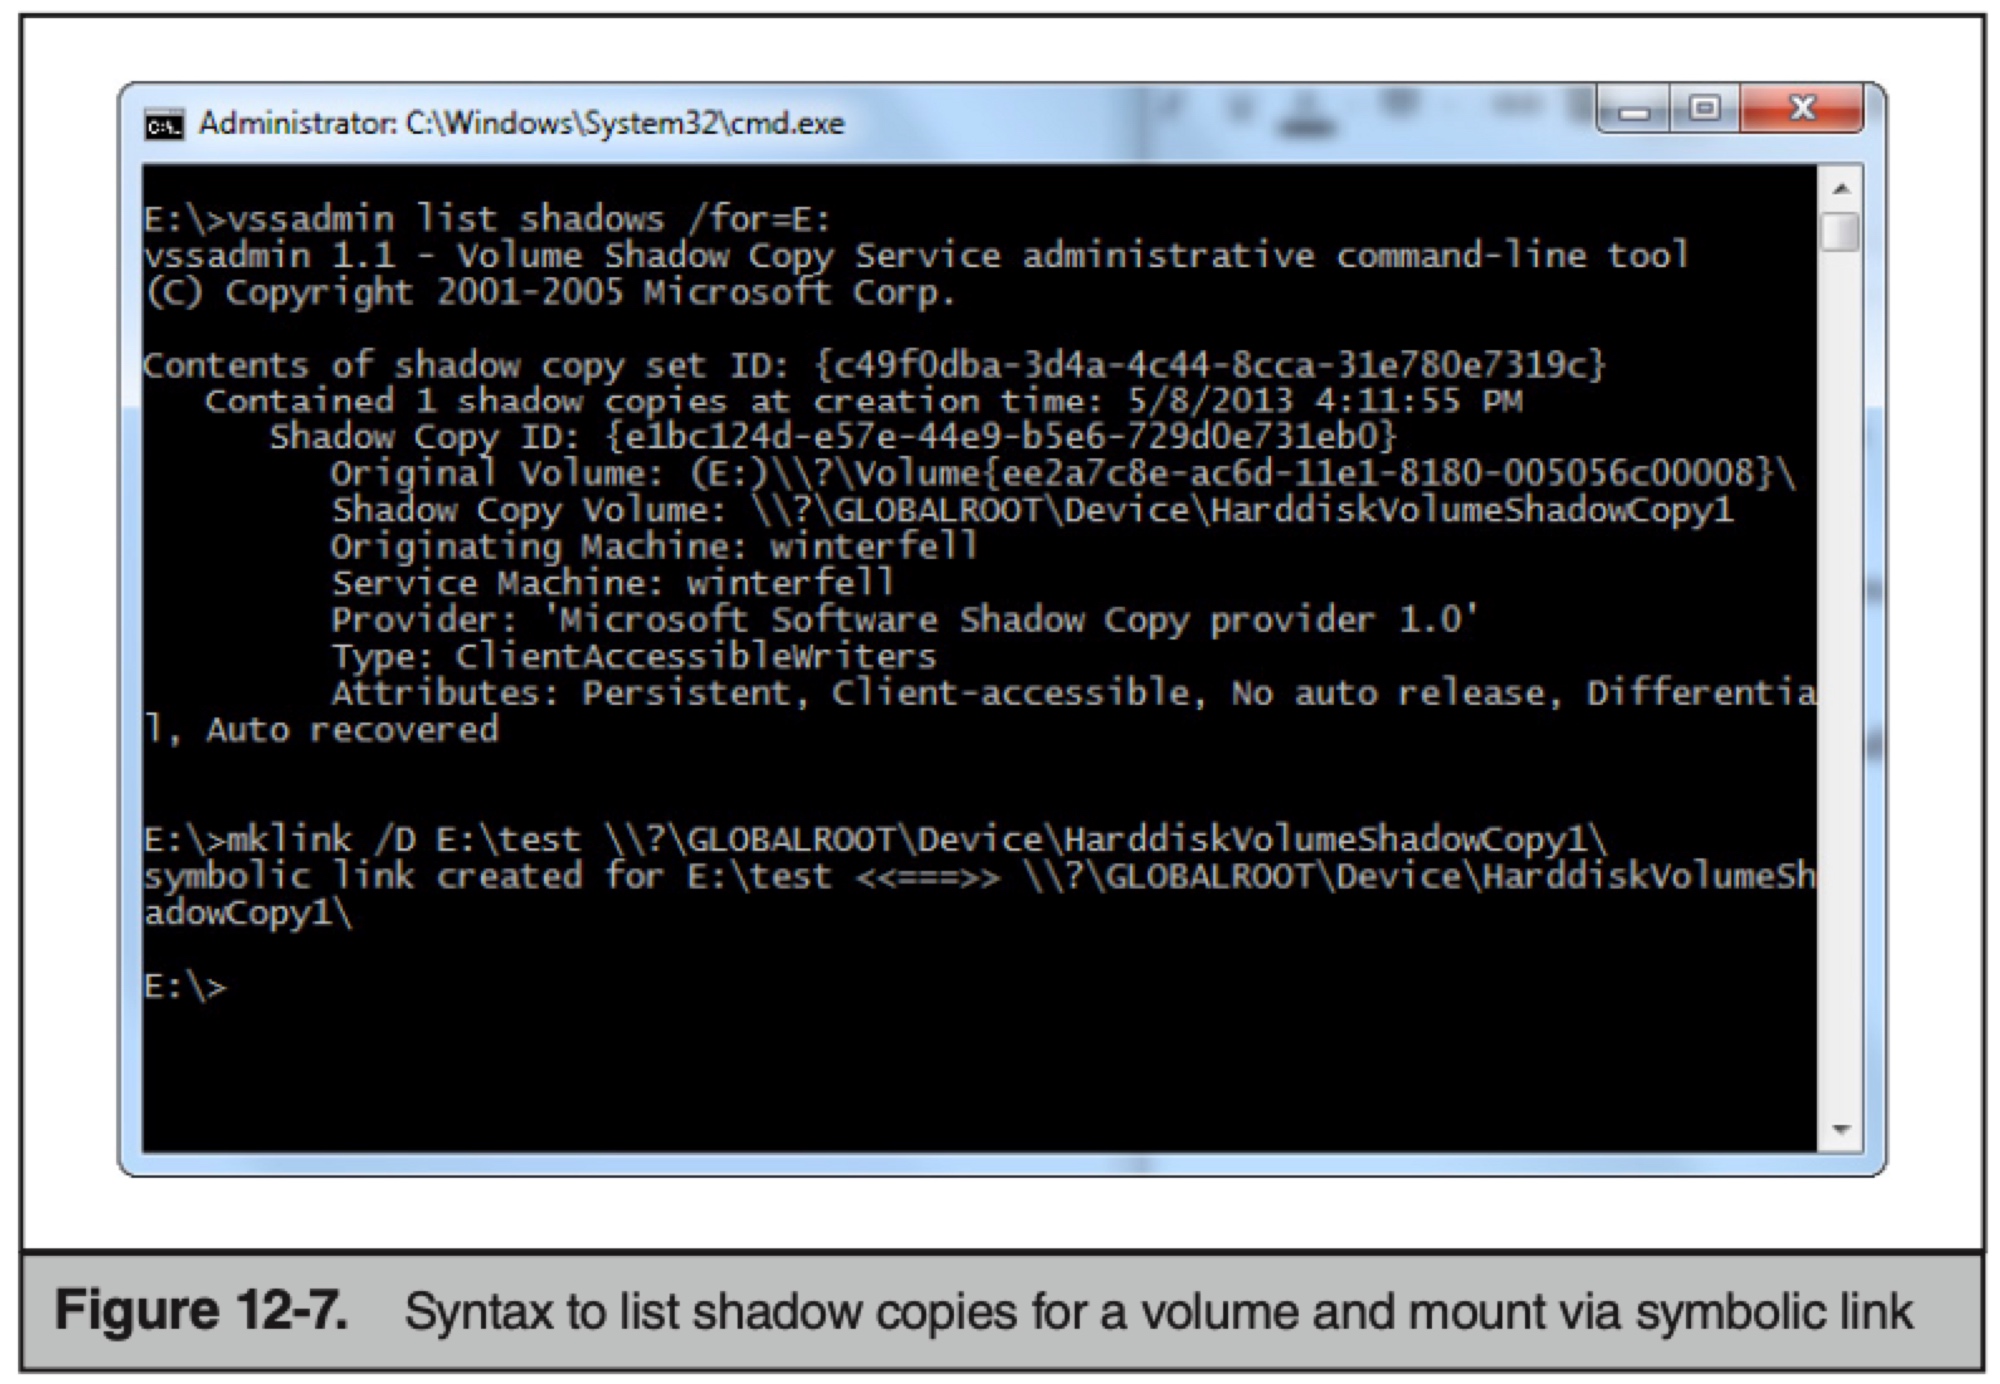 Administrator: C:\Windows\System32\cmd.exe
E:\>vssadmin list shadows /for=E:
vssadmin 1.1 - Volume Shadow Copy Service administrative command-line tool
(C) Copyright 2001-2005 Microsoft Corp.
Contents of shadow copy set ID: {c49f0dba-3d4a-4c44-8cca-31e780e7319c}
Contained 1 shadow copies at creation time: 5/8/2013 4:11:55 PM
Shadow Copy ID: {e1bc124d-e57e-44e9-b5e6-729d0e731eb0}
Original Volume: (E:)\\?\Volume{ee2a7c8e-ac6d-11e1-8180-005056c00008}\
Shadow Copy Volume: \\?\GLOBALROOT\Device\HarddiskVolumeShadowCopy1
Originating Machine: winterfell
Service Machine: winterfell
Provider: 'Microsoft Software Shadow Copy provider 1.0'
Type: ClientAccessibleWriters
Attributes: Persistent, Client-accessible, No auto release, Differentia
l, Auto recovered
E:\>mklink /D E:\test \\?\GLOBALROOT\Device\HarddiskVolumeShadowCopy1\
symbolic link created for E:\test <<===>> \\?\GLOBALROOT\Device\HarddiskVolumeSh
adowCopy1\
E:\>
Figure 12-7. Syntax to list shadow copies for a volume and mount via symbolic link